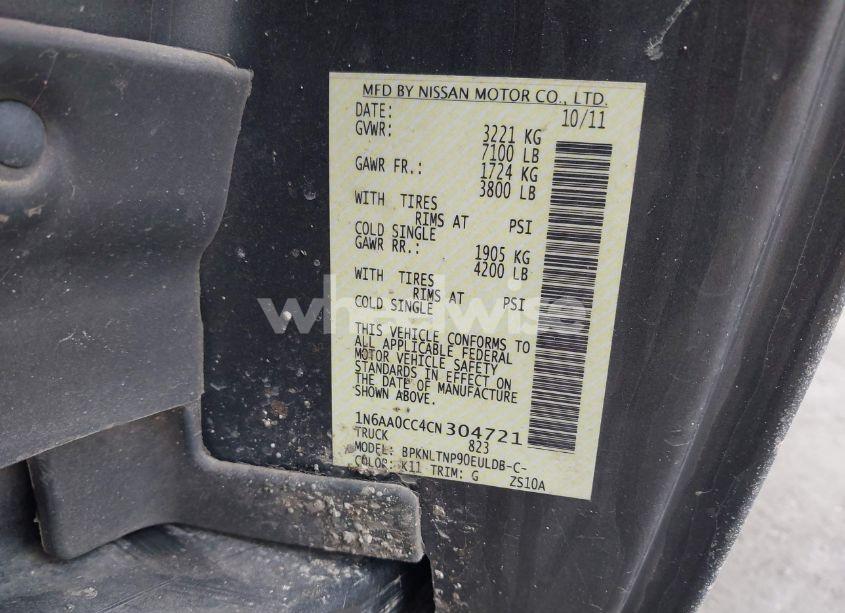 MFD BY NISSAN MOTOR CO., LTD.
DATE: 10/11
GVWR: 3221 KG
7100 LB
GAWR FR.: 1724 KG
3800 LB
WITH TIRES
RIMS AT PSI
COLD SINGLE
GAWR RR.: 1905 KG
4200 LB
WITH TIRES
RIMS AT PSI
COLD SINGLE
wheelwise
THIS VEHICLE CONFORMS TO
ALL APPLICABLE FEDERAL
MOTOR VEHICLE SAFETY
STANDARDS IN EFFECT ON
THE DATE OF MANUFACTURE
SHOWN ABOVE.
1N6AA0CC4CN304721
TRUCK 823
MODEL: BPKNLTNP90EULDB-C-
COLOR: K11 TRIM: G ZS10A